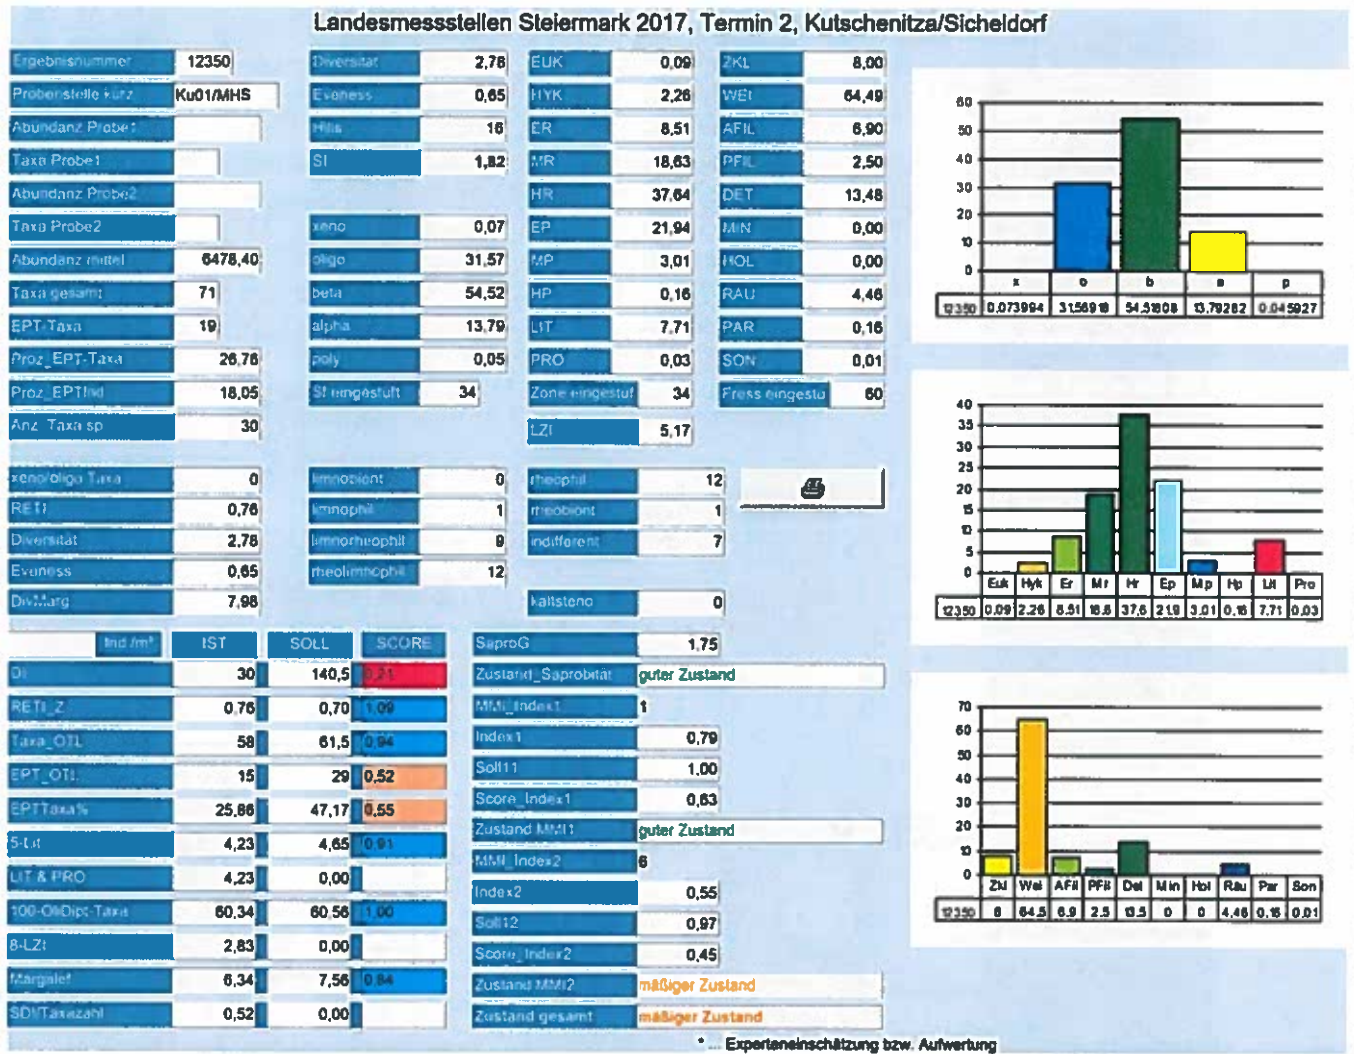 Landesmessstellen Steiermark 2017, Termin 2, Kutschenitza/Sicheldorf
Ergebnisnummer 12350 Diversität 2,78 EUK 0,09 ZKL 8,00
Probenstelle kurz Ku01/MHS Eveness 0,65 HYK 2,26 WEI 64,49
Abundanz Probe1 Hills 16 ER 8,51 AFIL 6,90
Taxa Probe1 SI 1,82 MR 18,63 PFIL 2,50
Abundanz Probe2 HR 37,64 DET 13,48
Taxa Probe2 xeno 0,07 EP 21,94 MIN 0,00
Abundanz mittel 6478,40 oligo 31,57 MP 3,01 HOL 0,00
Taxa gesamt 71 beta 54,52 HP 0,16 RAU 4,46
EPT-Taxa 19 alpha 13,79 LIT 7,71 PAR 0,16
Proz_EPT-Taxa 26,76 poly 0,05 PRO 0,03 SON 0,01
Proz_EPTInd 18,05 SI eingestuft 34 Zone eingestuf 34 Fress eingestu 60
Anz_Taxa sp 30 LZI 5,17
xeno/oligo Taxa 0 limnobiont 0 rheophil 12
RETI 0,76 limnophil 1 rheobiont 1
Diversität 2,78 limnorheophil 9 indifferent 7
Eveness 0,65 rheolimnophil 12
DivMarg 7,98 kaltsteno 0
Ind /m² IST SOLL SCORE
DI 30 140,5 0,21
RETI_Z 0,76 0,70 1,09
Taxa_OTL 58 61,5 0,94
EPT_OTL 15 29 0,52
EPTTaxa% 25,86 47,17 0,55
5-Lit 4,23 4,65 0,91
LIT & PRO 4,23 0,00
100-OliDipt-Taxa 60,34 60,56 1,00
8-LZI 2,83 0,00
Margalef 6,34 7,56 0,84
SDI/Taxazahl 0,52 0,00
SaproG 1,75
Zustand_Saprobität guter Zustand
MMI_Index1 1
Index1 0,79
Soll11 1,00
Score_Index1 0,63
Zustand MMI1 guter Zustand
MMI_Index2 6
Index2 0,55
Soll12 0,97
Score_Index2 0,45
Zustand MMI2 mäßiger Zustand
Zustand gesamt mäßiger Zustand
* ... Experteneinschätzung bzw. Aufwertung
60
50
40
30
20
10
0
x o b a p
12350 0,073994 31,56918 54,51808 13,79282 0,045927
40
35
30
25
20
15
10
5
0
Euk Hyk Er Mr Hr Ep Mp Hp Lit Pro
12350 0,09 2,26 8,51 18,6 37,6 21,9 3,01 0,16 7,71 0,03
70
60
50
40
30
20
10
0
Zkl Wei AFil PFil Det Min Hol Rau Par Son
12350 8 64,5 6,9 2,5 13,5 0 0 4,46 0,16 0,01